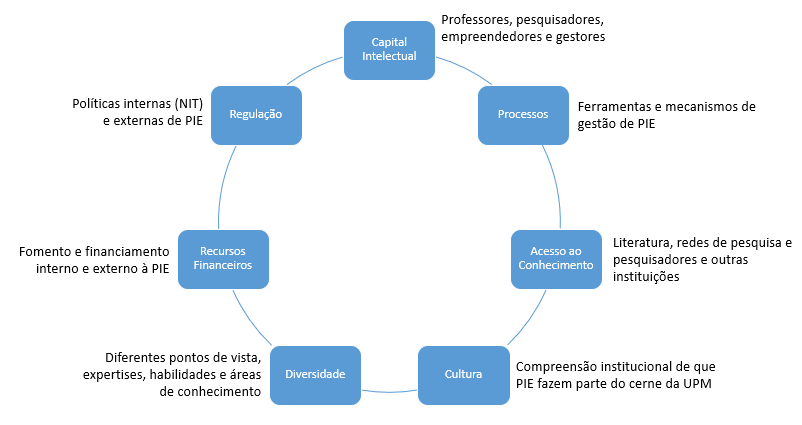 Capital
Intelectual
Professores, pesquisadores,
empreendedores e gestores
Processos
Ferramentas e mecanismos de
gestão de PIE
Acesso ao
Conhecimento
Literatura, redes de pesquisa e
pesquisadores e outras
instituições
Cultura
Compreensão institucional de que
PIE fazem parte do cerne da UPM
Diversidade
Diferentes pontos de vista,
expertises, habilidades e áreas
de conhecimento
Recursos
Financeiros
Fomento e financiamento
interno e externo à PIE
Regulação
Políticas internas (NIT)
e externas de PIE